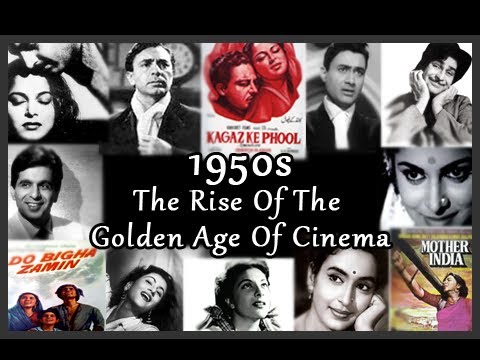 KAGAZ KE PHOOL
1950s
The Rise Of The
Golden Age Of Cinema
DO BIGHA
ZAMIN
MOTHER
INDIA